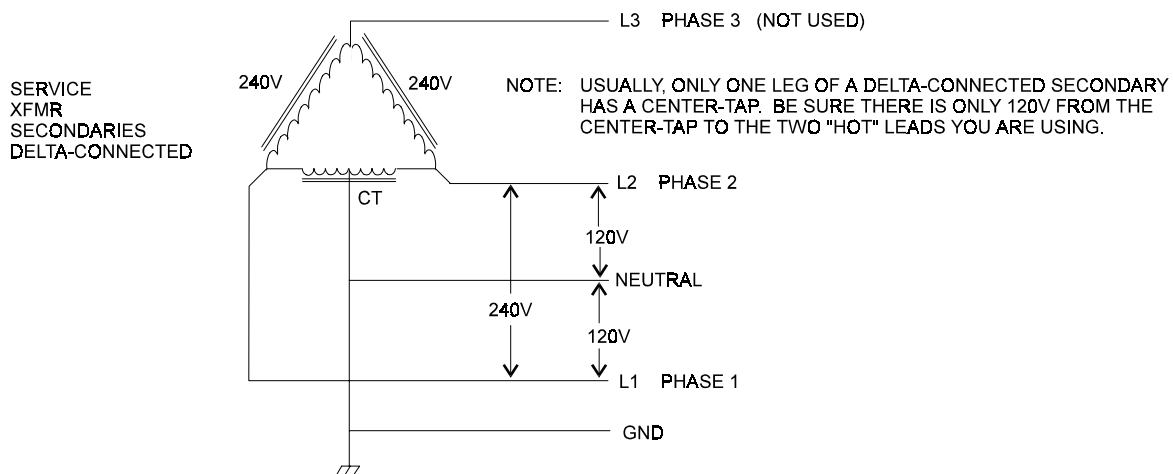 L3 PHASE 3 (NOT USED)
240V
240V
SERVICE
XFMR
SECONDARIES
DELTA-CONNECTED
NOTE: USUALLY, ONLY ONE LEG OF A DELTA-CONNECTED SECONDARY
HAS A CENTER-TAP. BE SURE THERE IS ONLY 120V FROM THE
CENTER-TAP TO THE TWO "HOT" LEADS YOU ARE USING.
L2 PHASE 2
CT
120V
NEUTRAL
240V
120V
L1 PHASE 1
GND